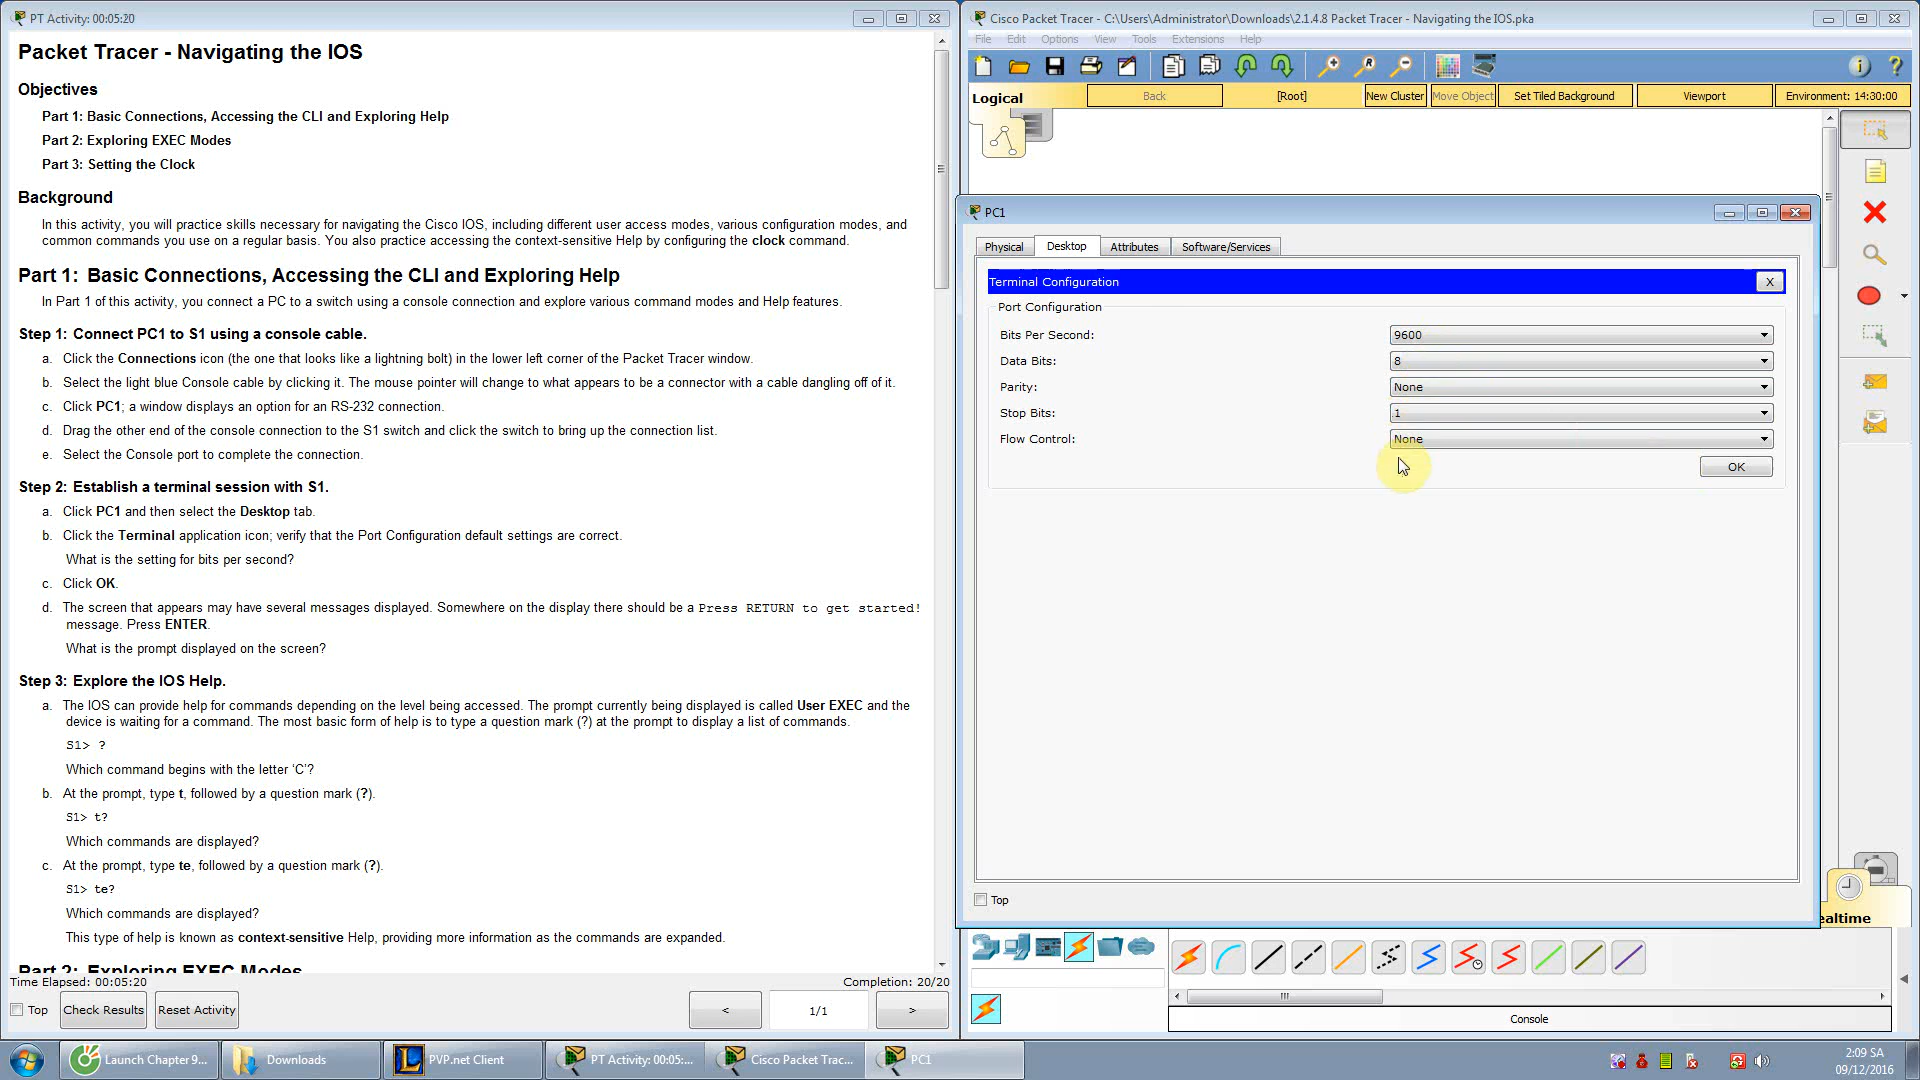 PT Activity: 00:05:20
Packet Tracer - Navigating the IOS
Objectives
Part 1: Basic Connections, Accessing the CLI and Exploring Help
Part 2: Exploring EXEC Modes
Part 3: Setting the Clock
Background
In this activity, you will practice skills necessary for navigating the Cisco IOS, including different user access modes, various configuration modes, and
common commands you use on a regular basis. You also practice accessing the context-sensitive Help by configuring the clock command.
Part 1: Basic Connections, Accessing the CLI and Exploring Help
In Part 1 of this activity, you connect a PC to a switch using a console connection and explore various command modes and Help features.
Step 1: Connect PC1 to S1 using a console cable.
a. Click the Connections icon (the one that looks like a lightning bolt) in the lower left corner of the Packet Tracer window.
b. Select the light blue Console cable by clicking it. The mouse pointer will change to what appears to be a connector with a cable dangling off of it.
c. Click PC1; a window displays an option for an RS-232 connection.
d. Drag the other end of the console connection to the S1 switch and click the switch to bring up the connection list.
e. Select the Console port to complete the connection.
Step 2: Establish a terminal session with S1.
a. Click PC1 and then select the Desktop tab.
b. Click the Terminal application icon; verify that the Port Configuration default settings are correct.
What is the setting for bits per second?
c. Click OK.
d. The screen that appears may have several messages displayed. Somewhere on the display there should be a Press RETURN to get started!
message. Press ENTER.
What is the prompt displayed on the screen?
Step 3: Explore the IOS Help.
a. The IOS can provide help for commands depending on the level being accessed. The prompt currently being displayed is called User EXEC and the
device is waiting for a command. The most basic form of help is to type a question mark (?) at the prompt to display a list of commands.
S1> ?
Which command begins with the letter ‘C’?
b. At the prompt, type t, followed by a question mark (?).
S1> t?
Which commands are displayed?
c. At the prompt, type te, followed by a question mark (?).
S1> te?
Which commands are displayed?
This type of help is known as context-sensitive Help, providing more information as the commands are expanded.
Part 2: Exploring EXEC Modes
Time Elapsed: 00:05:20
Completion: 20/20
Top
Check Results
Reset Activity
<
1/1
>
Cisco Packet Tracer - C:\Users\Administrator\Downloads\2.1.4.8 Packet Tracer - Navigating the IOS.pka
File Edit Options View Tools Extensions Help
Logical
Back
[Root]
New Cluster
Move Object
Set Tiled Background
Viewport
Environment: 14:30:00
PC1
Physical
Desktop
Attributes
Software/Services
Terminal Configuration
X
Port Configuration
Bits Per Second: 9600
Data Bits: 8
Parity: None
Stop Bits: 1
Flow Control: None
OK
Top
ealtime
Console
Launch Chapter 9...
Downloads
PVP.net Client
PT Activity: 00:05:...
Cisco Packet Trac...
PC1
2:09 SA
09/12/2016